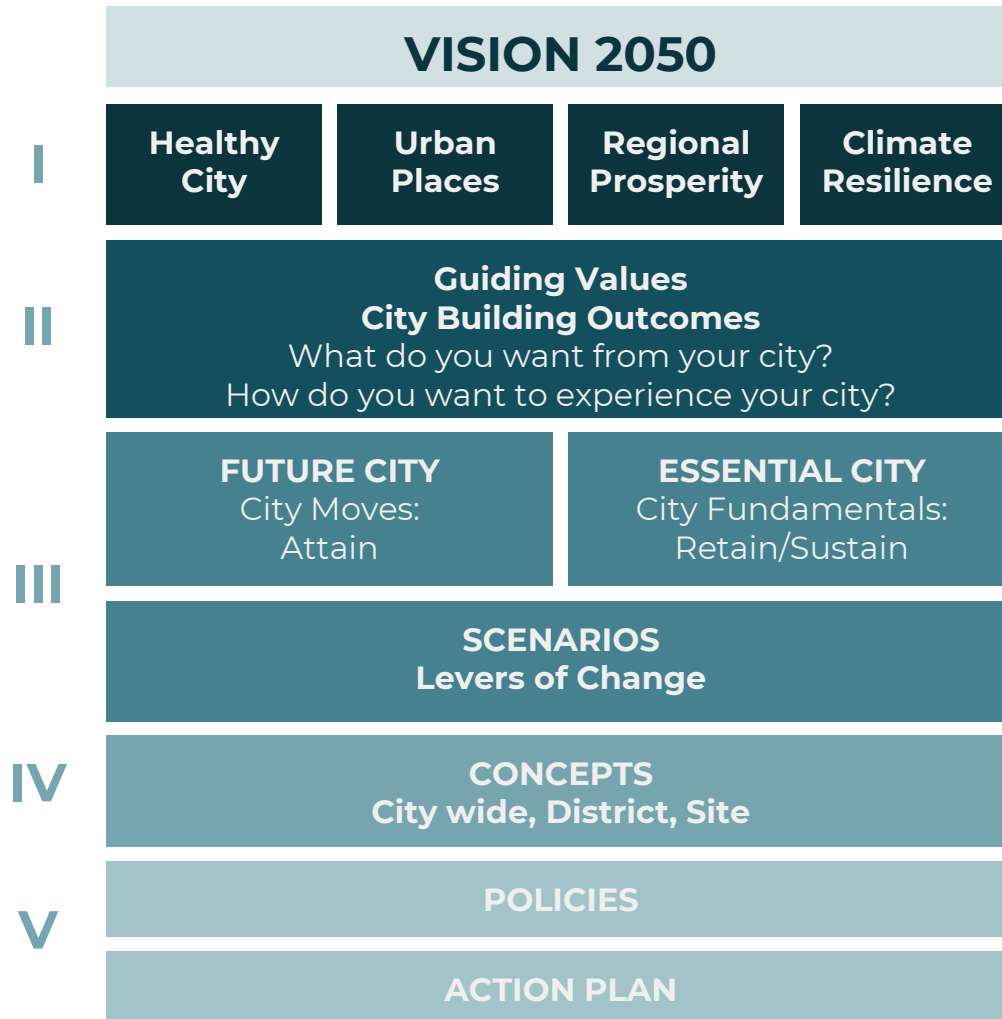 VISION 2050
I
Healthy
City
Urban
Places
Regional
Prosperity
Climate
Resilience
II
Guiding Values
City Building Outcomes
What do you want from your city?
How do you want to experience your city?
III
FUTURE CITY
City Moves:
Attain
ESSENTIAL CITY
City Fundamentals:
Retain/Sustain
SCENARIOS
Levers of Change
IV
CONCEPTS
City wide, District, Site
V
POLICIES
ACTION PLAN